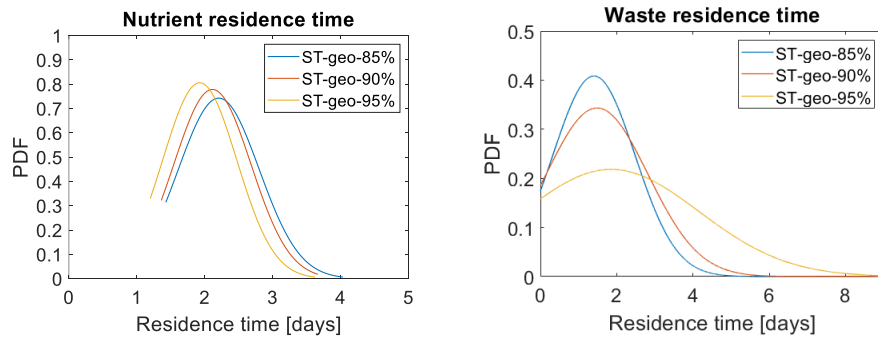 Nutrient residence time
1
0.9
0.8
0.7
0.6
0.5
0.4
0.3
0.2
0.1
0
PDF
ST-geo-85%
ST-geo-90%
ST-geo-95%
0 1 2 3 4 5
Residence time [days]
Waste residence time
0.5
0.4
0.3
0.2
0.1
0
PDF
ST-geo-85%
ST-geo-90%
ST-geo-95%
0 2 4 6 8
Residence time [days]